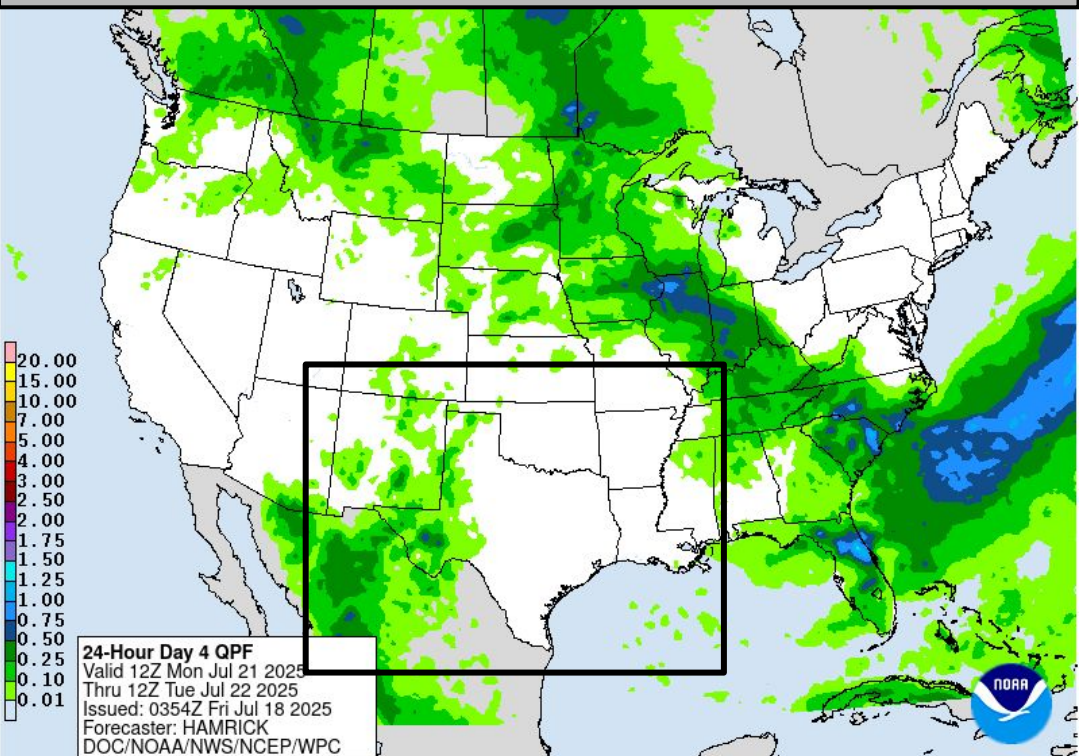 20.00
15.00
10.00
7.00
5.00
4.00
3.00
2.50
2.00
1.75
1.50
1.25
1.00
0.75
0.50
0.25
0.10
0.01
24-Hour Day 4 QPF
Valid 12Z Mon Jul 21 2025
Thru 12Z Tue Jul 22 2025
Issued: 0354Z Fri Jul 18 2025
Forecaster: HAMRICK
DOC/NOAA/NWS/NCEP/WPC
NOAA